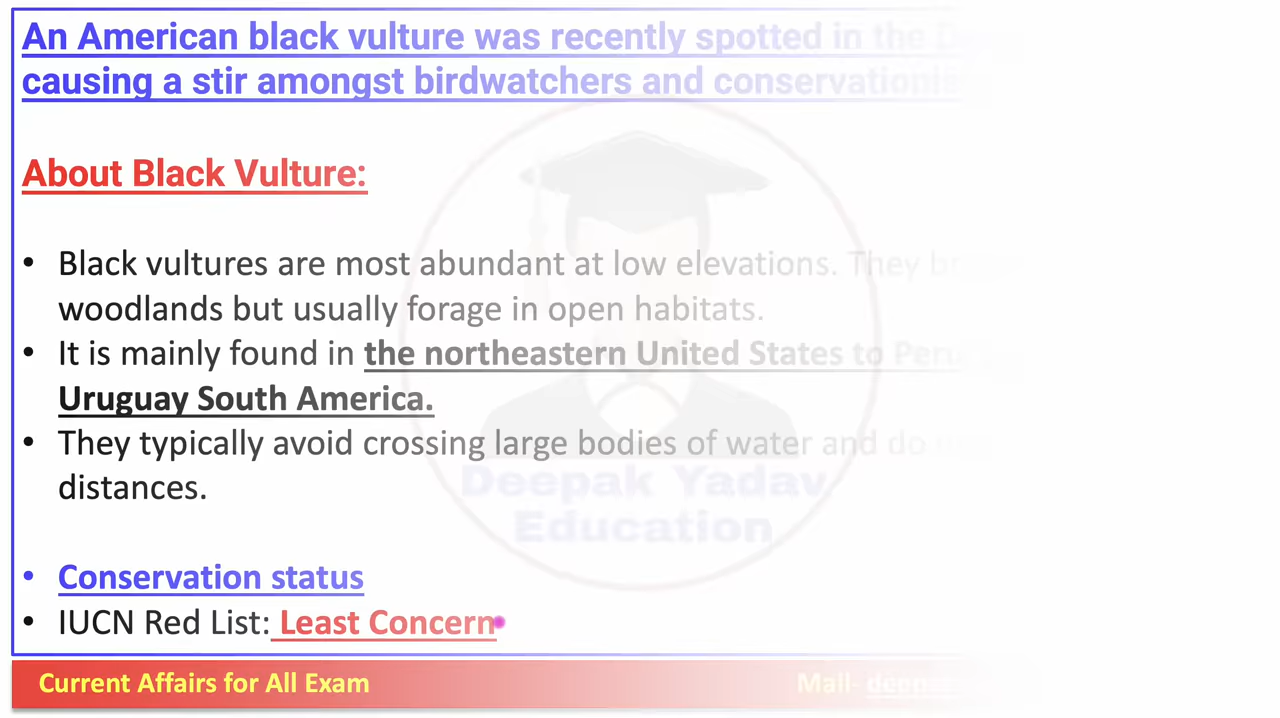 An American black vulture was recently spotted in the
causing a stir amongst birdwatchers and
About Black Vulture:
• Black vultures are most abundant at low elevations. They
woodlands but usually forage in open habitats.
• It is mainly found in the northeastern United States to
Uruguay South America.
• They typically avoid crossing large bodies of water and do
distances.
Deepak Yadav
Education
• Conservation status
• IUCN Red List: Least Concern
Current Affairs for All Exam
Mail-